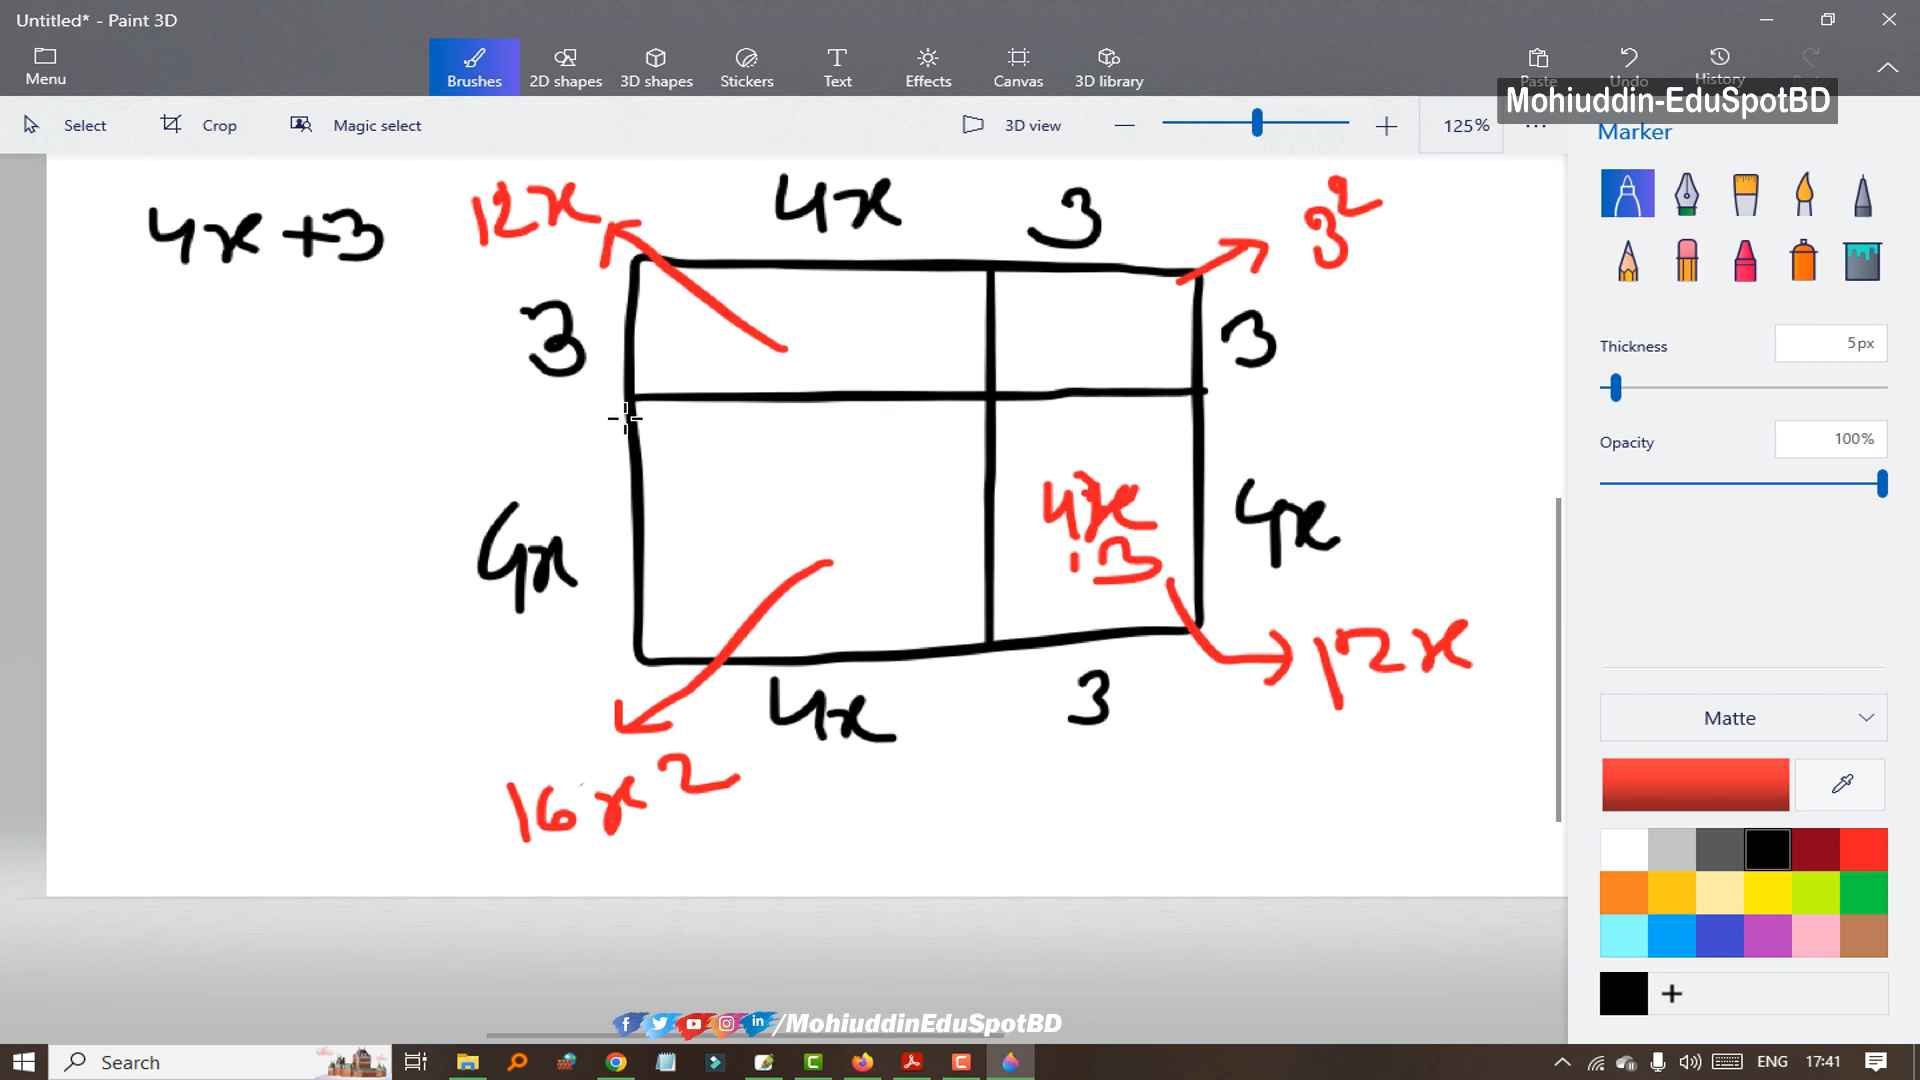 Untitled* - Paint 3D
Menu
Brushes
2D shapes
3D shapes
Stickers
Text
Effects
Canvas
3D library
Paste
Undo
History
Redo
Mohiuddin-EduSpotBD
Select
Crop
Magic select
3D view
125%
Marker
Thickness
5px
Opacity
100%
Matte
4x + 3
12x
4x
3
3²
3
3
4x
4x
.3
4x
12x
4x
3
16x²
/MohiuddinEduSpotBD
Search
ENG
17:41